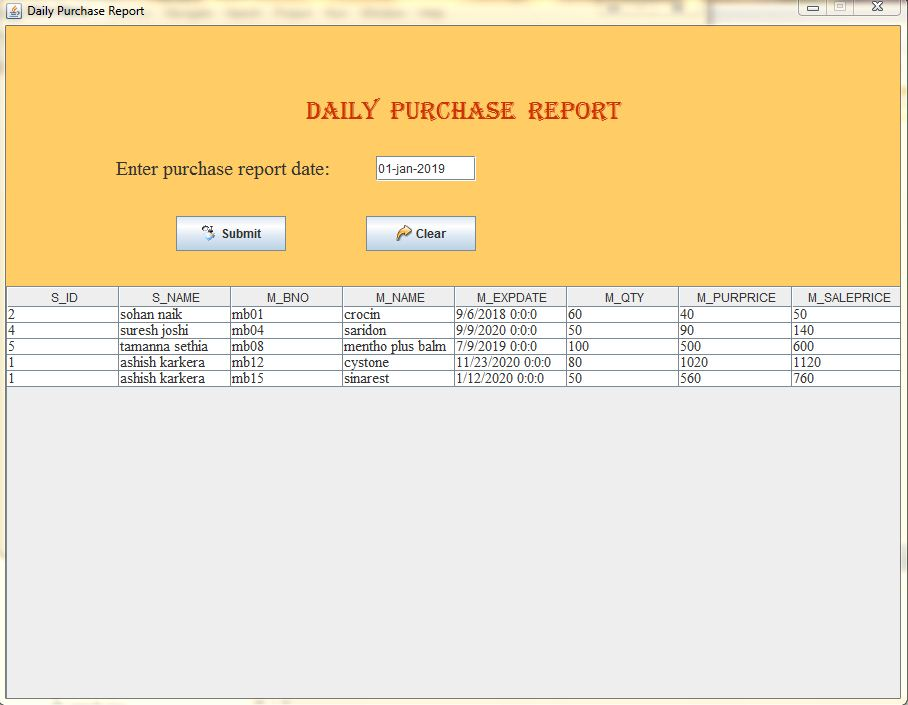 Daily Purchase Report
DAILY PURCHASE REPORT
Enter purchase report date: 01-jan-2019
Submit Clear
S_ID S_NAME M_BNO M_NAME M_EXPDATE M_QTY M_PURPRICE M_SALEPRICE
2 sohan naik mb01 crocin 9/6/2018 0:0:0 60 40 50
4 suresh joshi mb04 saridon 9/9/2020 0:0:0 50 90 140
5 tamanna sethia mb08 mentho plus balm 7/9/2019 0:0:0 100 500 600
1 ashish karkera mb12 cystone 11/23/2020 0:0:0 80 1020 1120
1 ashish karkera mb15 sinarest 1/12/2020 0:0:0 50 560 760